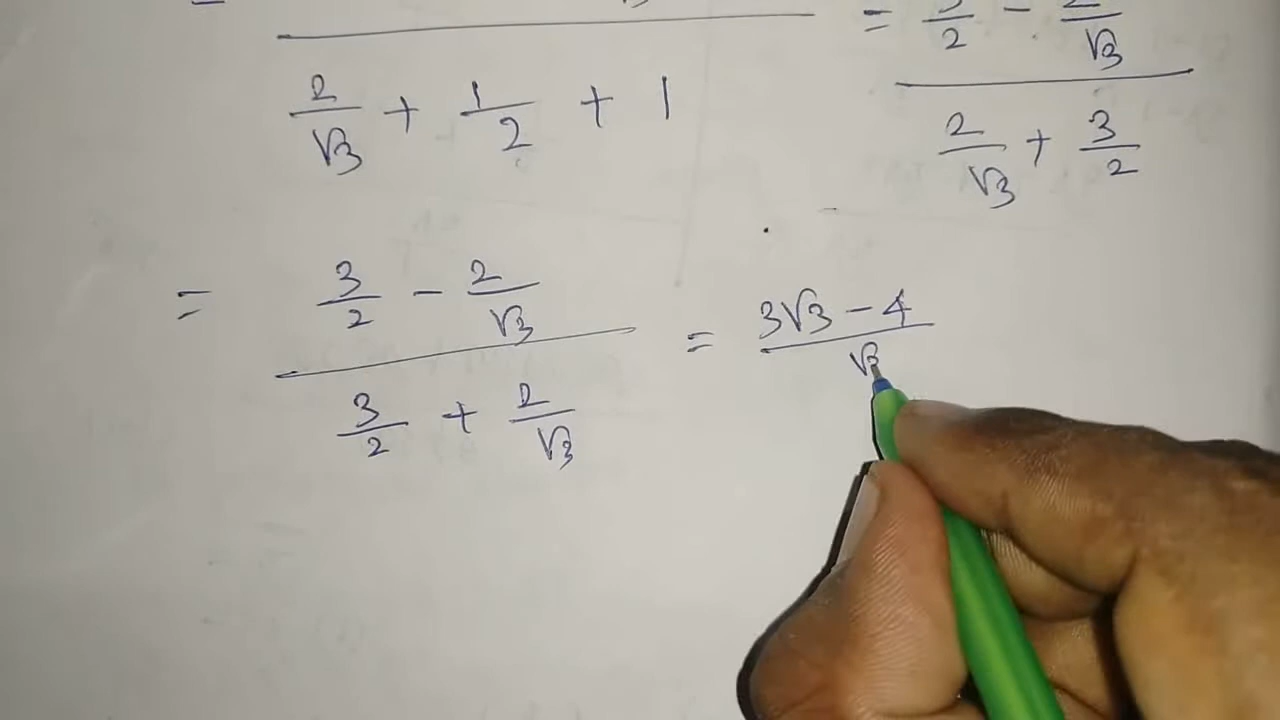 2/√3 + 1/2 + 1
= 3/2 - 2/√3
2/√3 + 3/2
= 3/2 - 2/√3
3/2 + 2/√3
= 3√3 - 4
√3